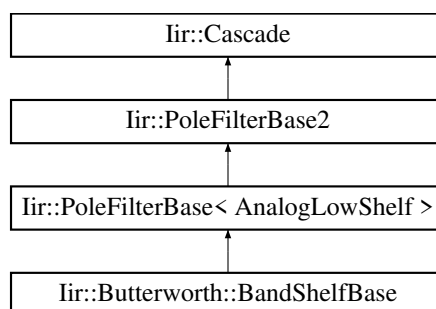 Iir::Cascade
Iir::PoleFilterBase2
Iir::PoleFilterBase< AnalogLowShelf >
Iir::Butterworth::BandShelfBase